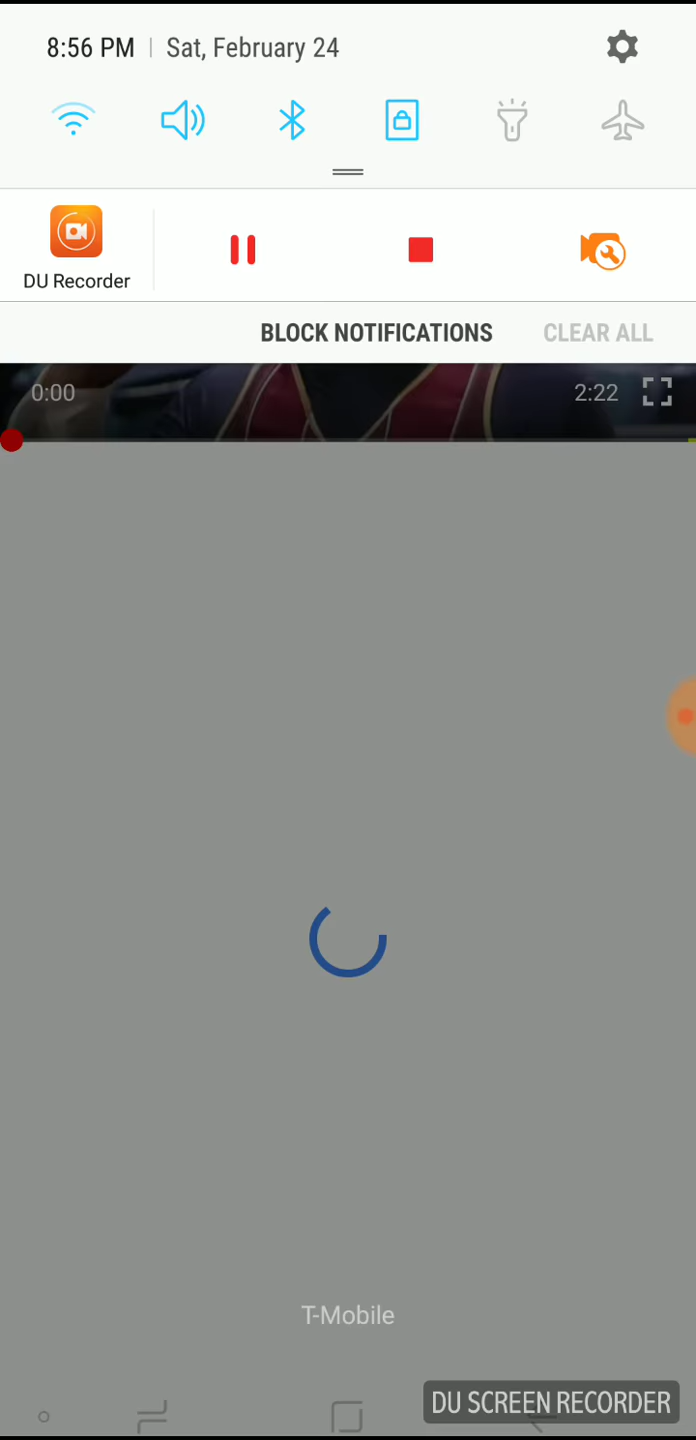 8:56 PM | Sat, February 24
DU Recorder
BLOCK NOTIFICATIONS CLEAR ALL
0:00 2:22
T-Mobile
DU SCREEN RECORDER